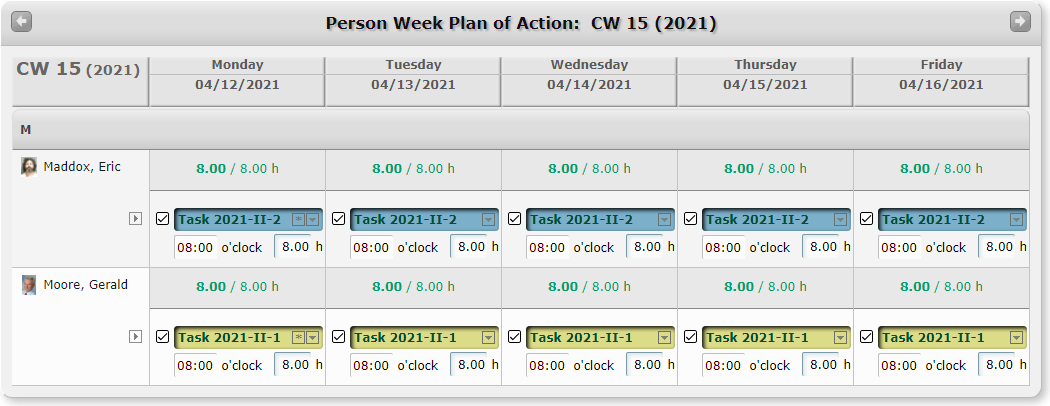 Person Week Plan of Action: CW 15 (2021)
CW 15 (2021) Monday Tuesday Wednesday Thursday Friday
04/12/2021 04/13/2021 04/14/2021 04/15/2021 04/16/2021
M
Maddox, Eric 8.00 / 8.00 h 8.00 / 8.00 h 8.00 / 8.00 h 8.00 / 8.00 h 8.00 / 8.00 h
Task 2021-II-2 * Task 2021-II-2 Task 2021-II-2 Task 2021-II-2 Task 2021-II-2
08:00 o'clock 8.00 h 08:00 o'clock 8.00 h 08:00 o'clock 8.00 h 08:00 o'clock 8.00 h 08:00 o'clock 8.00 h
Moore, Gerald 8.00 / 8.00 h 8.00 / 8.00 h 8.00 / 8.00 h 8.00 / 8.00 h 8.00 / 8.00 h
Task 2021-II-1 * Task 2021-II-1 Task 2021-II-1 Task 2021-II-1 Task 2021-II-1
08:00 o'clock 8.00 h 08:00 o'clock 8.00 h 08:00 o'clock 8.00 h 08:00 o'clock 8.00 h 08:00 o'clock 8.00 h